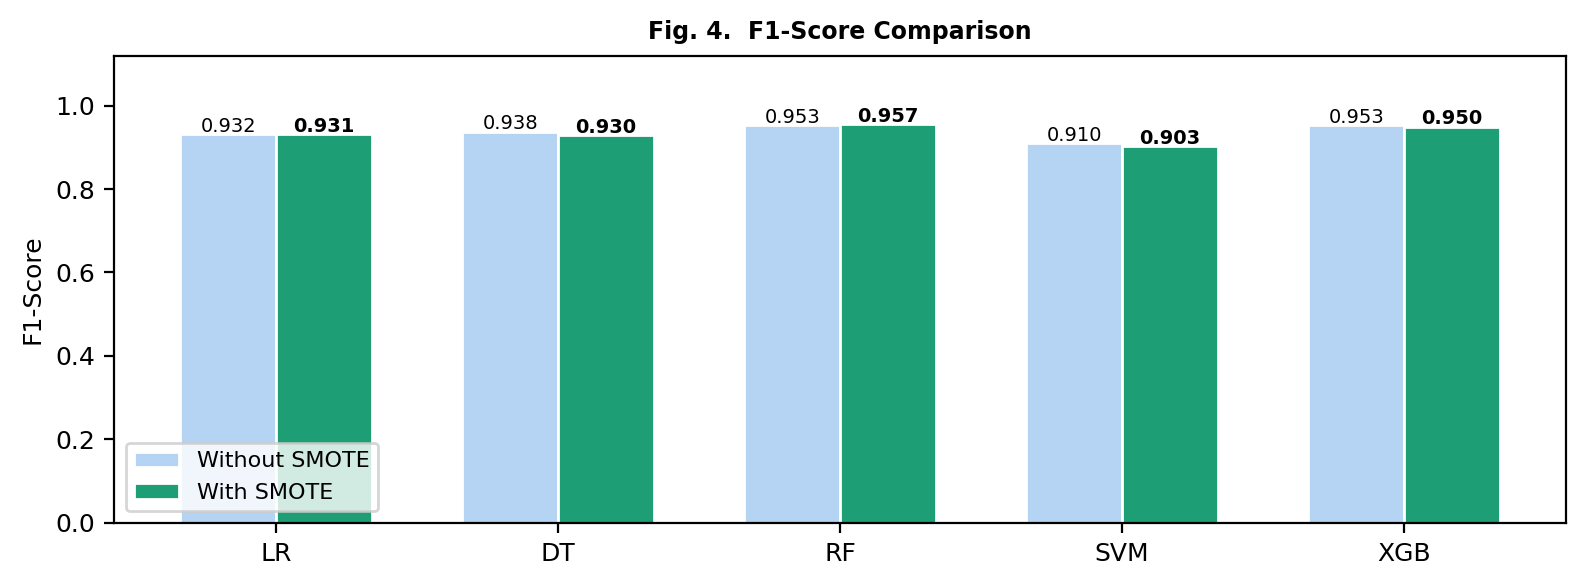 Fig. 4.  F1-Score Comparison
F1-Score
1.0
0.8
0.6
0.4
0.2
0.0
0.932
0.931
0.938
0.930
0.953
0.957
0.910
0.903
0.953
0.950
Without SMOTE
With SMOTE
LR
DT
RF
SVM
XGB